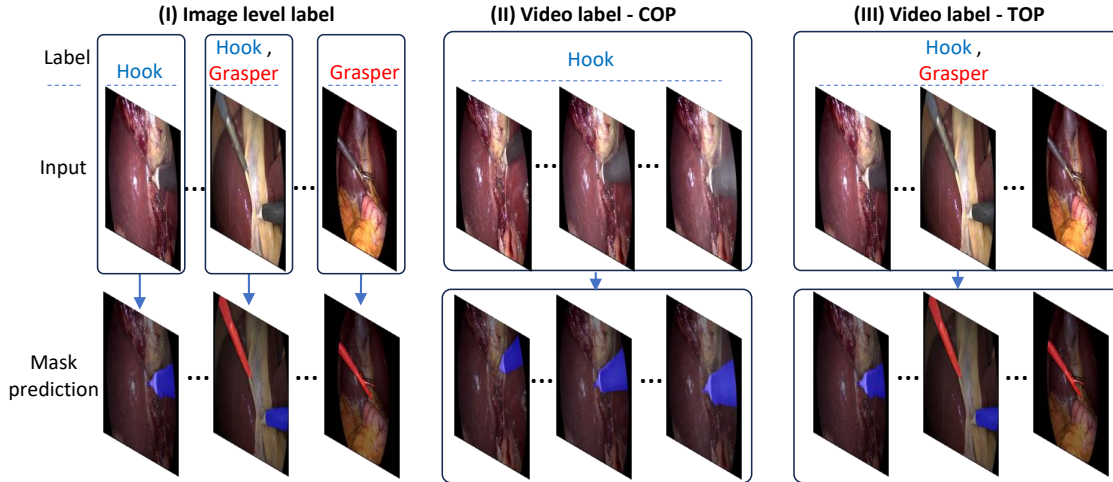 (I) Image level label
(II) Video label - COP
(III) Video label - TOP
Label
Hook
Hook ,
Grasper
Grasper
Hook
Hook ,
Grasper
Input
...
...
...
...
...
...
Mask
prediction
...
...
...
...
...
...